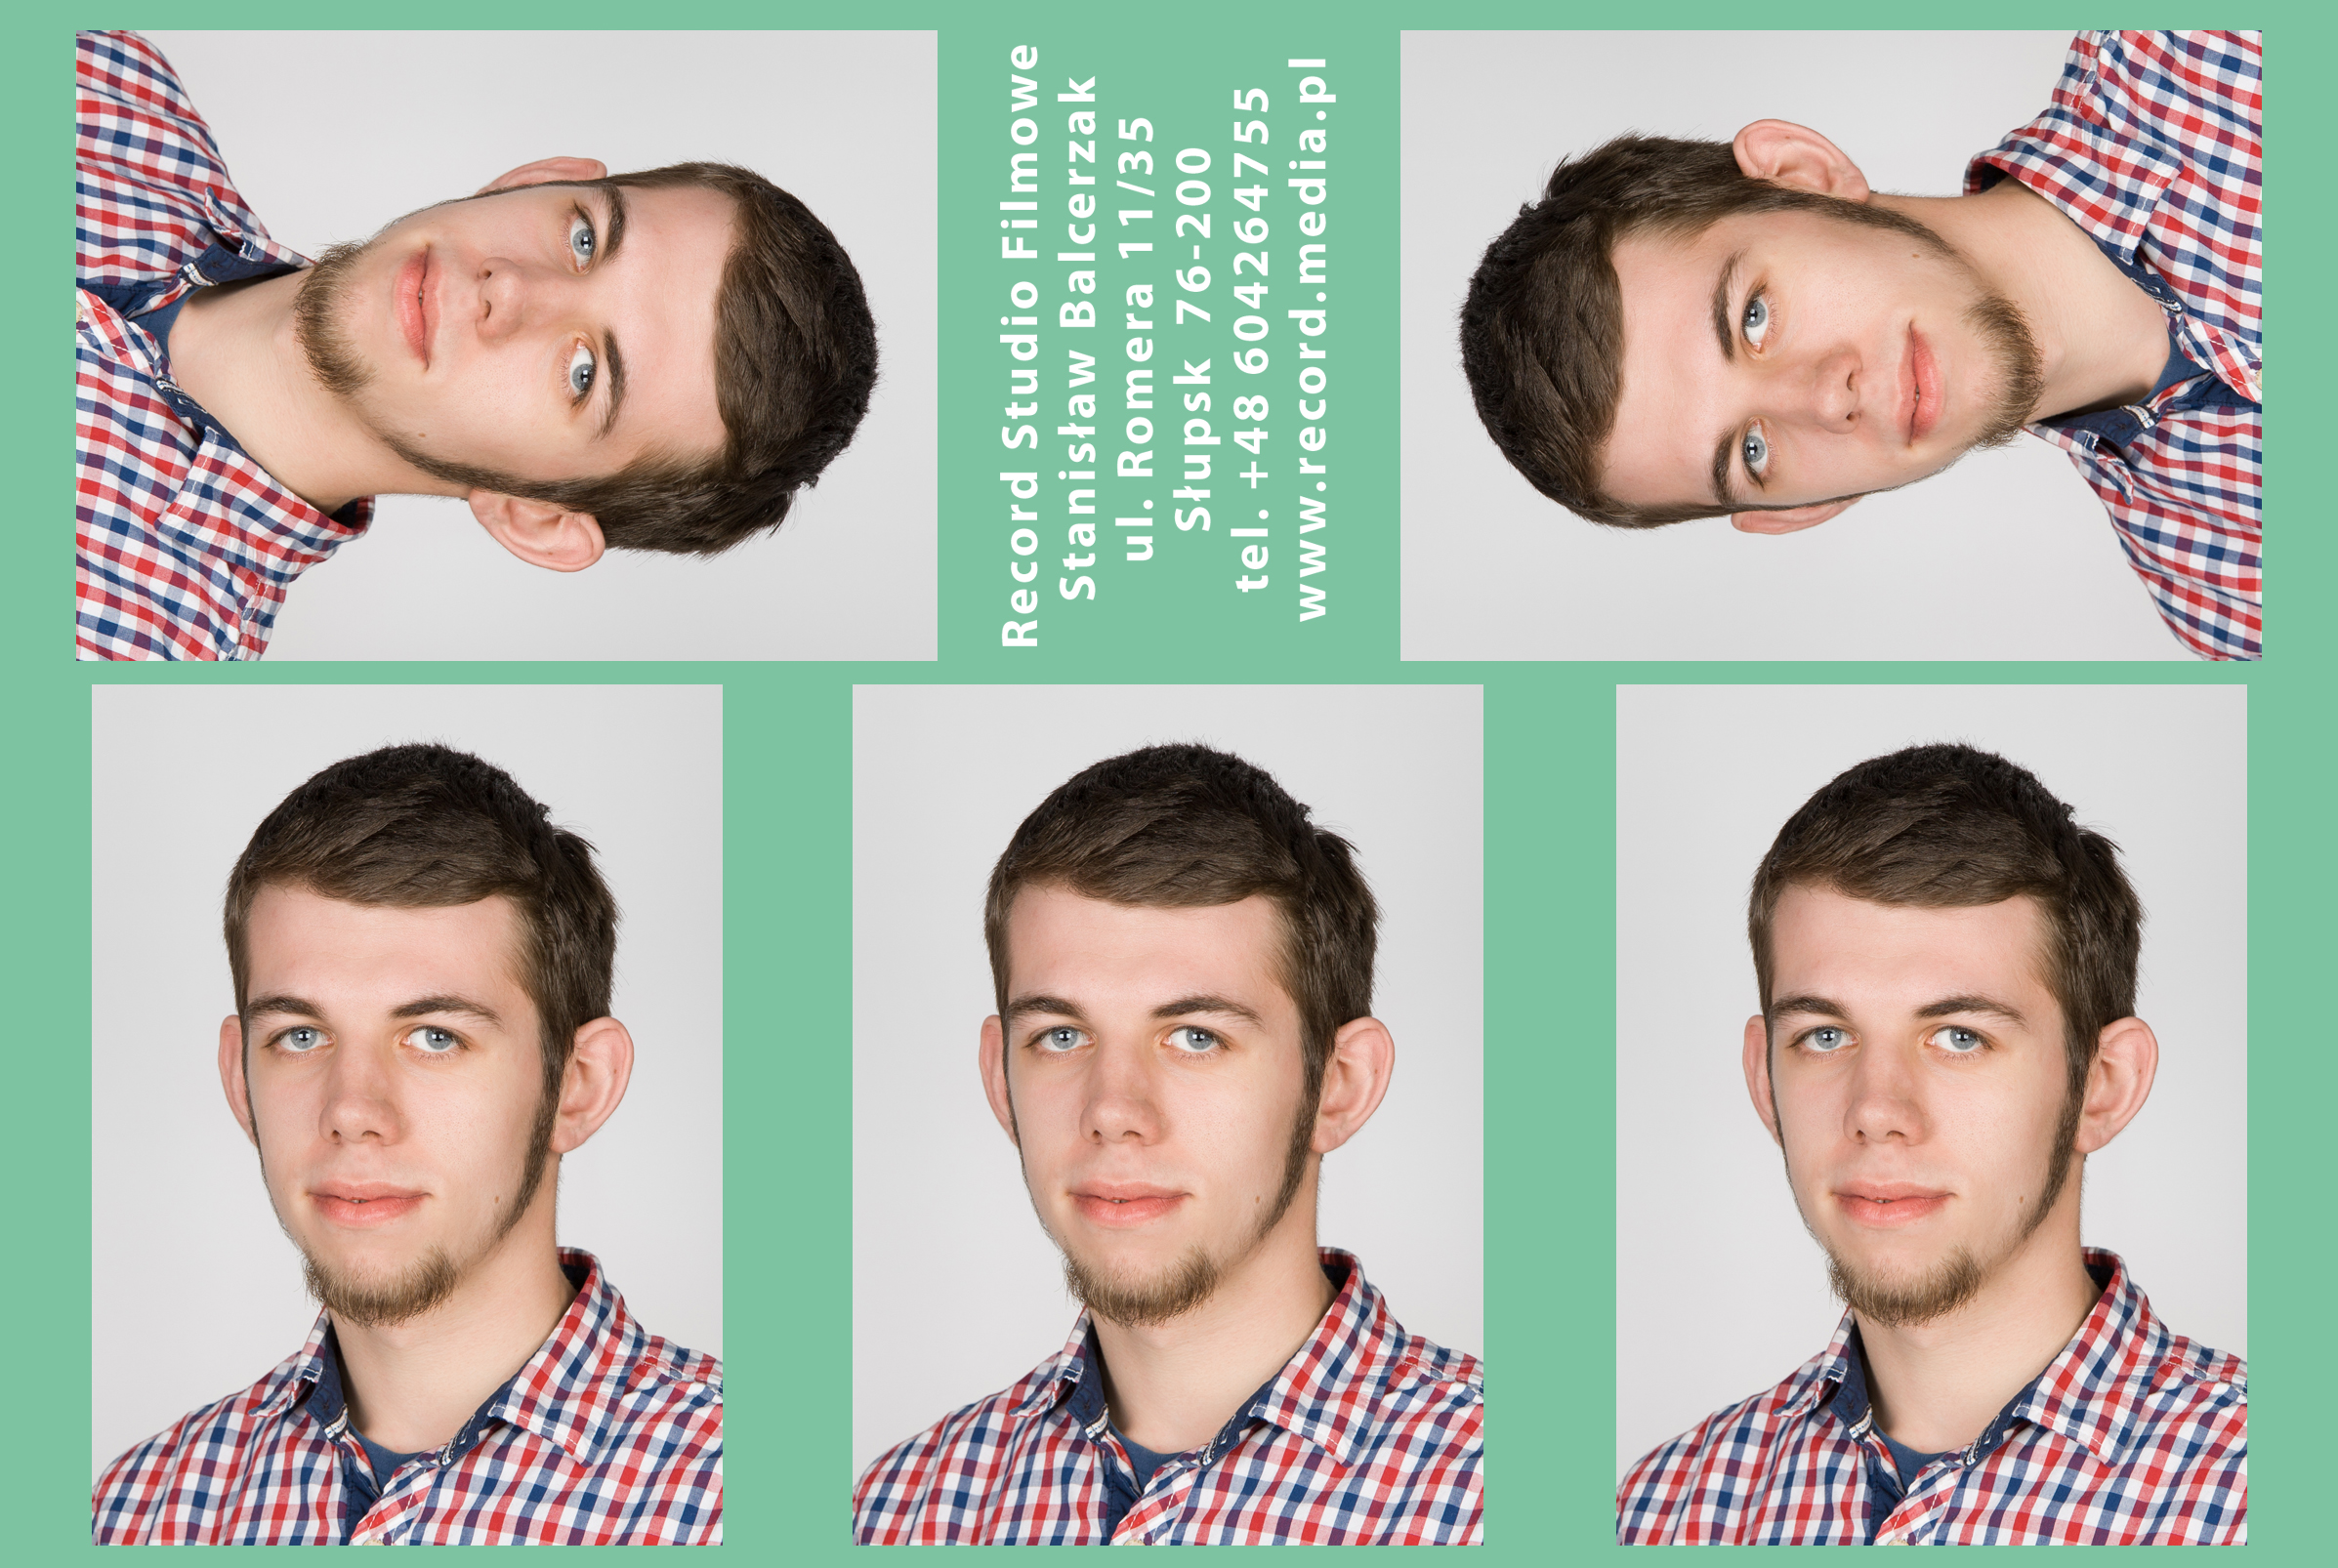 Record Studio Filmowe
Stanisław Balcerzak
ul. Romera 11/35
Słupsk 76-200
tel. +48 604264755
www.record.media.pl